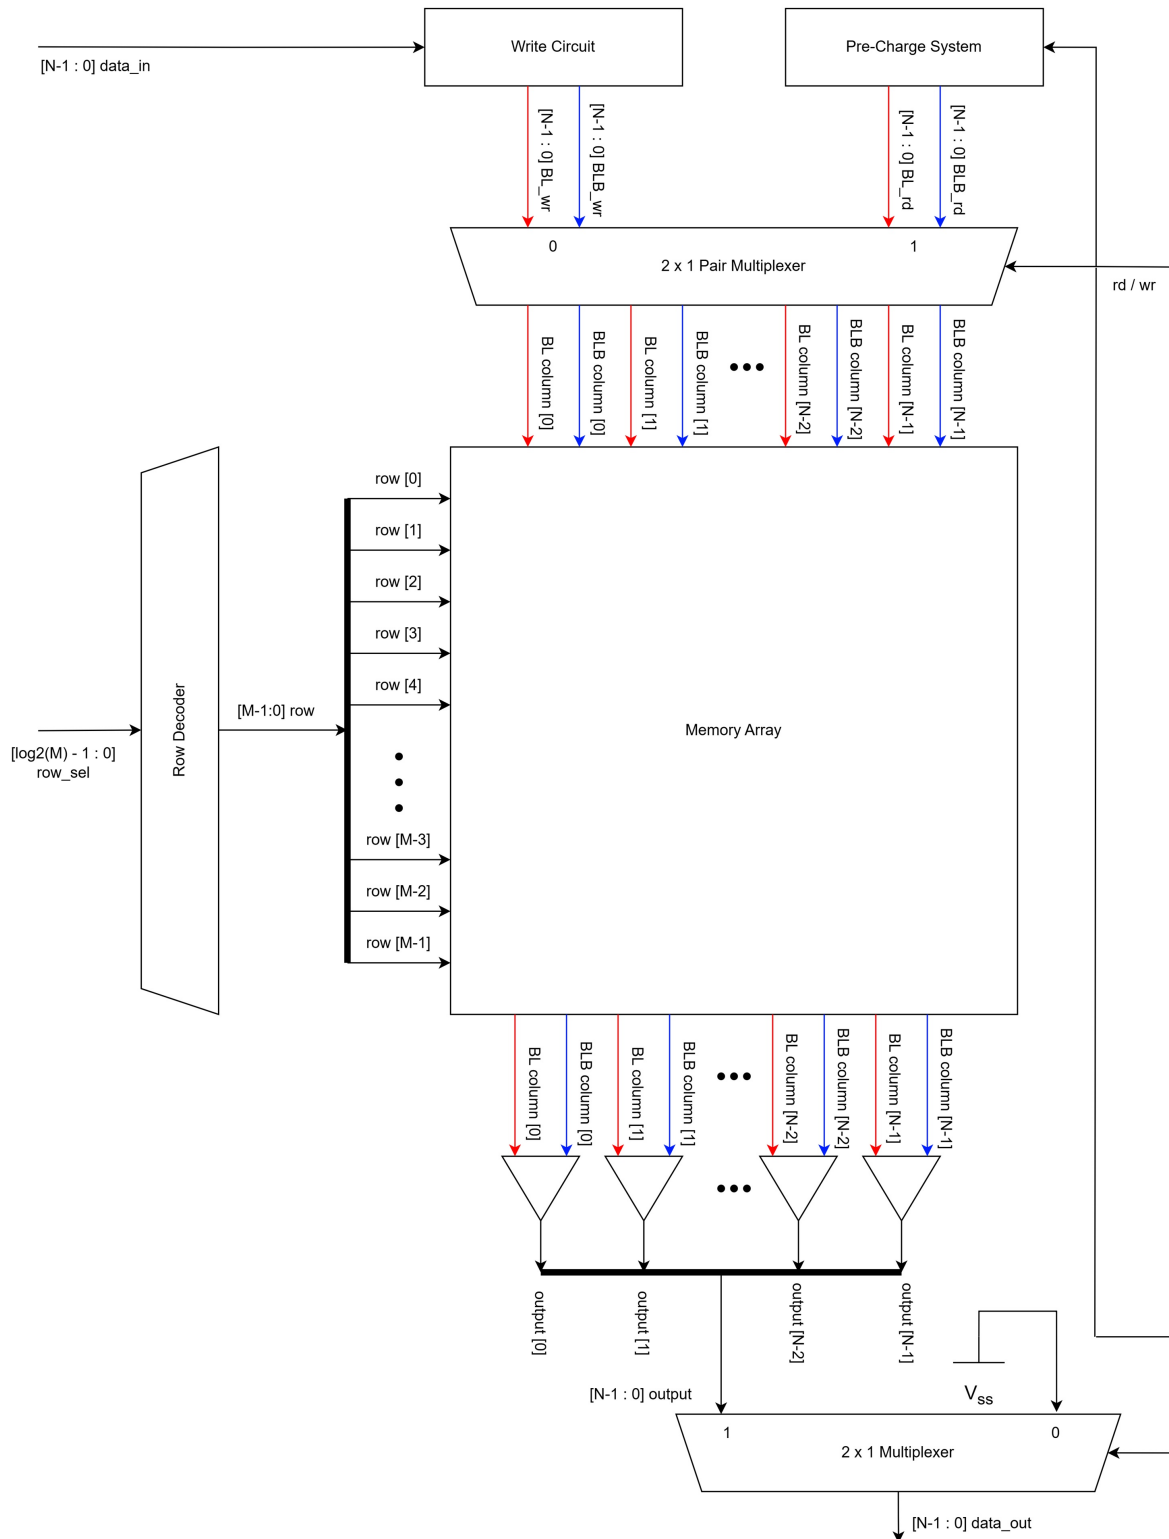 Write Circuit
Pre-Charge System
[N-1 : 0] data_in
[N-1 : 0] BL_wr
[N-1 : 0] BLB_wr
[N-1 : 0] BL_rd
[N-1 : 0] BLB_rd
0
1
2 x 1 Pair Multiplexer
rd / wr
BL column [0]
BLB column [0]
BL column [1]
BLB column [1]
BL column [N-2]
BLB column [N-2]
BL column [N-1]
BLB column [N-1]
row [0]
row [1]
row [2]
row [3]
row [4]
Row Decoder
[M-1:0] row
[log2(M) - 1 : 0]
row_sel
Memory Array
row [M-3]
row [M-2]
row [M-1]
BL column [0]
BLB column [0]
BL column [1]
BLB column [1]
BL column [N-2]
BLB column [N-2]
BL column [N-1]
BLB column [N-1]
output [0]
output [1]
output [N-2]
output [N-1]
[N-1 : 0] output
Vss
1
0
2 x 1 Multiplexer
[N-1 : 0] data_out